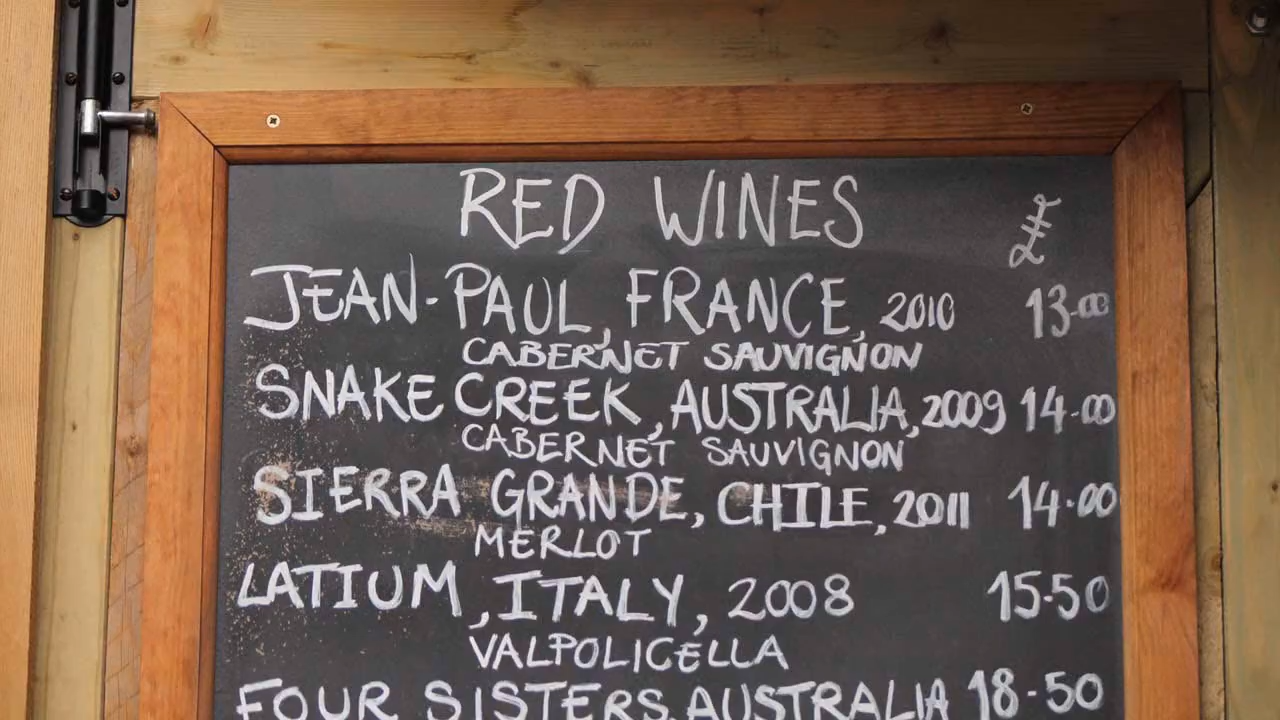 RED WINES £
JEAN-PAUL, FRANCE, 2010 13-00
CABERNET SAUVIGNON
SNAKE CREEK, AUSTRALIA, 2009 14-00
CABERNET SAUVIGNON
SIERRA GRANDE, CHILE, 2011 14.00
MERLOT
LATIUM, ITALY, 2008 15-50
VALPOLICELLA
FOUR SISTERS, AUSTRALIA 18-50